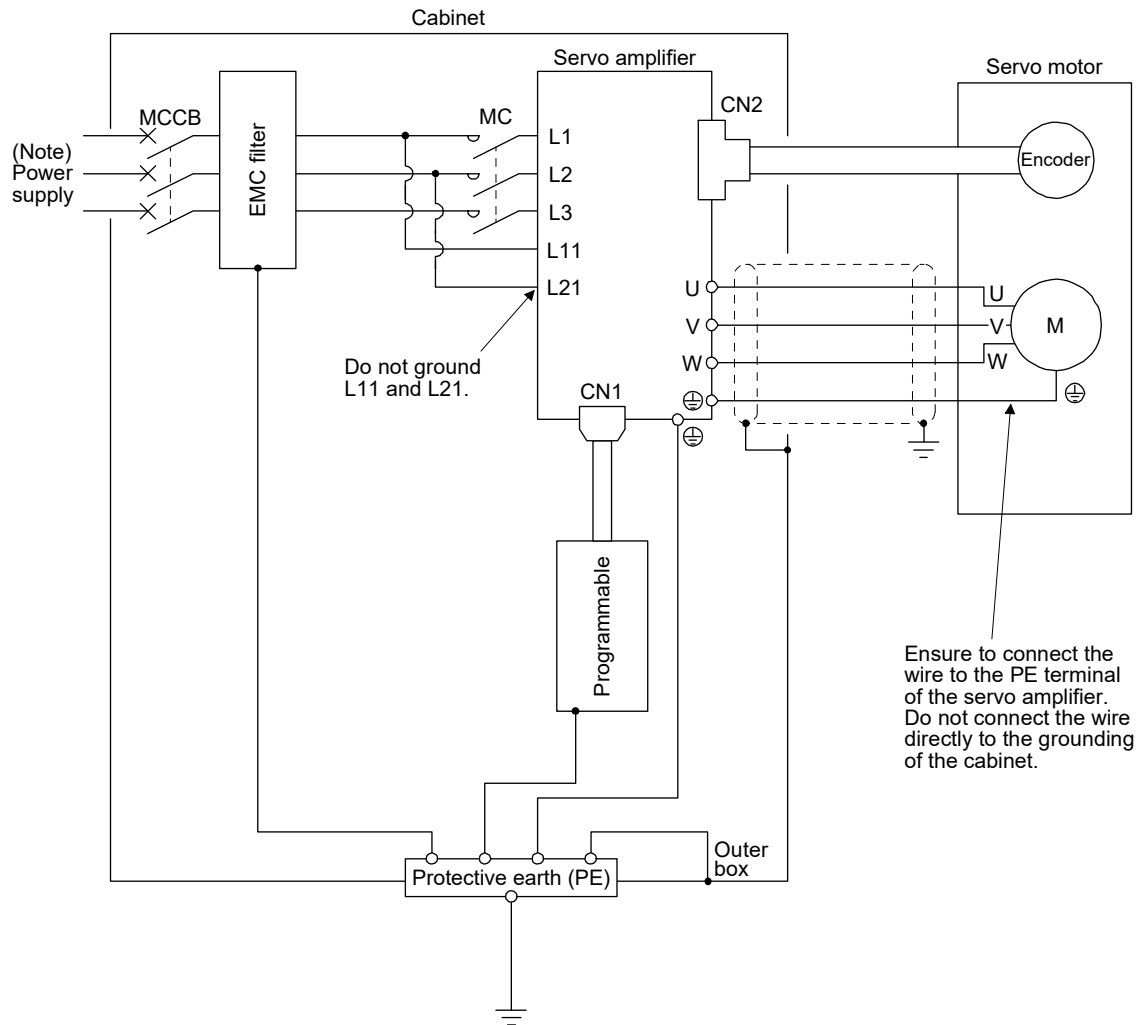 Cabinet
Servo amplifier
Servo motor
MCCB
MC
CN2
(Note)
Power
supply
EMC filter
L1
L2
L3
L11
L21
Encoder
U
V
W
U
V
W
M
Do not ground
L11 and L21.
CN1
Programmable
Ensure to connect the
wire to the PE terminal
of the servo amplifier.
Do not connect the wire
directly to the grounding
of the cabinet.
Outer
box
Protective earth (PE)